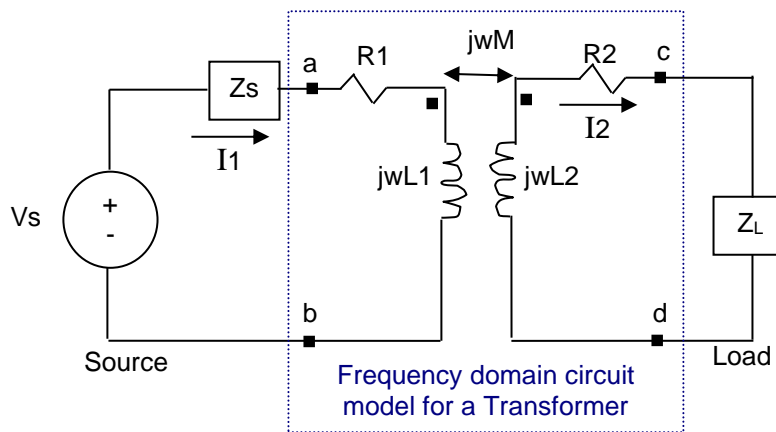 jwM
R1
R2
a
c
Zs
I1
I2
jwL1
jwL2
Vs
+
-
ZL
b
d
Source
Load
Frequency domain circuit
model for a Transformer